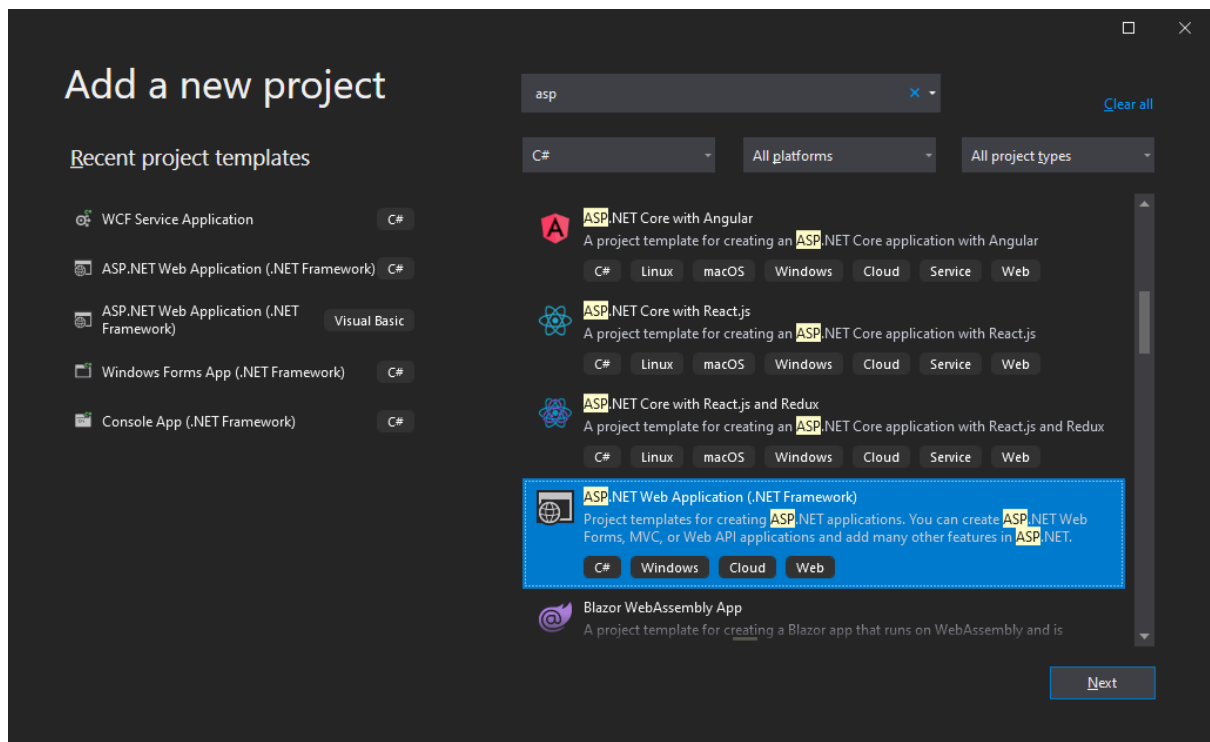 Add a new project
asp
Clear all
Recent project templates
C#
All platforms
All project types
WCF Service Application
C#
ASP.NET Web Application (.NET Framework)
C#
ASP.NET Web Application (.NET
Framework)
Visual Basic
Windows Forms App (.NET Framework)
C#
Console App (.NET Framework)
C#
ASP.NET Core with Angular
A project template for creating an ASP.NET Core application with Angular
C# Linux macOS Windows Cloud Service Web
ASP.NET Core with React.js
A project template for creating an ASP.NET Core application with React.js
C# Linux macOS Windows Cloud Service Web
ASP.NET Core with React.js and Redux
A project template for creating an ASP.NET Core application with React.js and Redux
C# Linux macOS Windows Cloud Service Web
ASP.NET Web Application (.NET Framework)
Project templates for creating ASP.NET applications. You can create ASP.NET Web
Forms, MVC, or Web API applications and add many other features in ASP.NET.
C# Windows Cloud Web
Blazor WebAssembly App
A project template for creating a Blazor app that runs on WebAssembly and is
Next